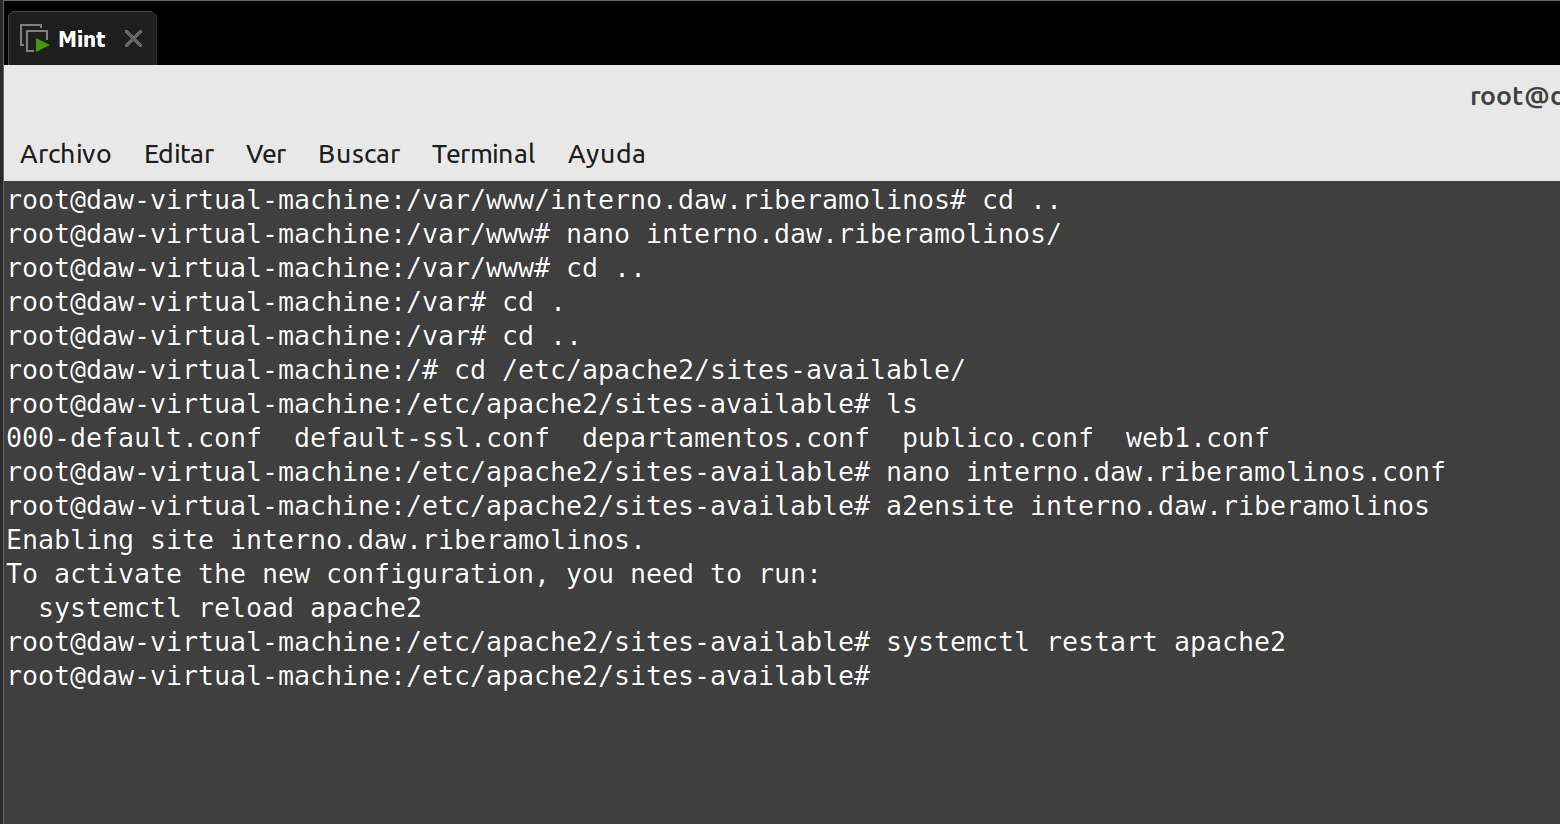 Mint
root@
Archivo Editar Ver Buscar Terminal Ayuda
root@daw-virtual-machine:/var/www/interno.daw.riberamolinos# cd ..
root@daw-virtual-machine:/var/www# nano interno.daw.riberamolinos/
root@daw-virtual-machine:/var/www# cd ..
root@daw-virtual-machine:/var# cd .
root@daw-virtual-machine:/var# cd ..
root@daw-virtual-machine:/# cd /etc/apache2/sites-available/
root@daw-virtual-machine:/etc/apache2/sites-available# ls
000-default.conf  default-ssl.conf  departamentos.conf  publico.conf  web1.conf
root@daw-virtual-machine:/etc/apache2/sites-available# nano interno.daw.riberamolinos.conf
root@daw-virtual-machine:/etc/apache2/sites-available# a2ensite interno.daw.riberamolinos
Enabling site interno.daw.riberamolinos.
To activate the new configuration, you need to run:
  systemctl reload apache2
root@daw-virtual-machine:/etc/apache2/sites-available# systemctl restart apache2
root@daw-virtual-machine:/etc/apache2/sites-available#